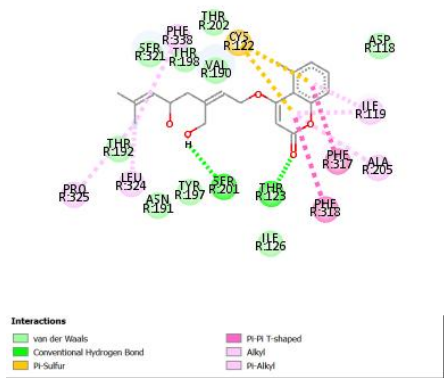 THR
R:202
PHE
R:338
CYS
R:122
ASP
R:118
SER
R:321
THR
R:198
VAL
R:190
ILE
R:119
O
O
O
O
O
H
THR
R:192
PHE
R:317
ALA
R:205
PRO
R:325
LEU
R:324
ASN
R:191
TYR
R:197
SER
R:201
THR
R:123
PHE
R:318
ILE
R:126
Interactions
van der Waals
Conventional Hydrogen Bond
Pi-Sulfur
Pi-Pi T-shaped
Alkyl
Pi-Alkyl